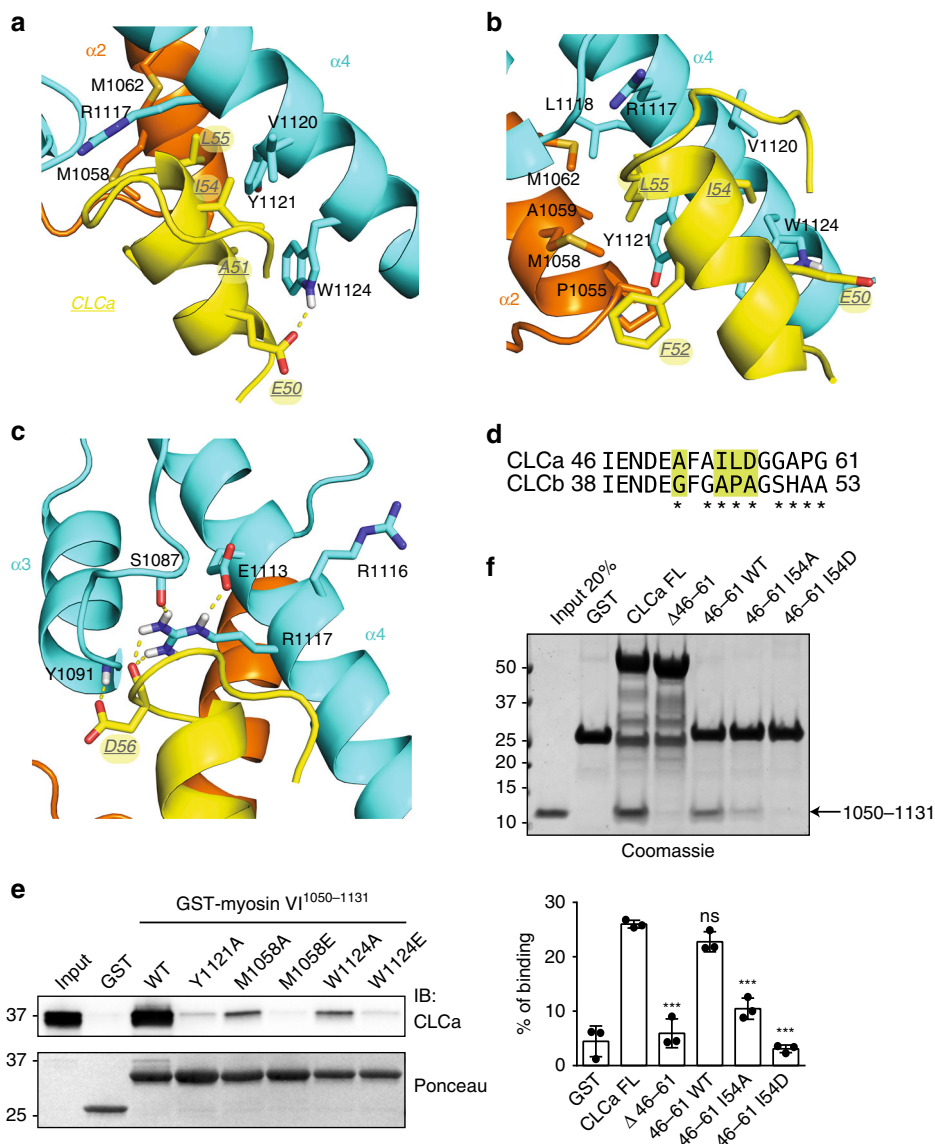 a
α2
α4
M1062
R1117
V1120
L55
M1058
I54
Y1121
A51
W1124
CLCa
E50
b
α4
L1118
R1117
V1120
M1062
L55
I54
A1059
Y1121
W1124
M1058
P1055
α2
E50
F52
c
α3
S1087
E1113
R1116
R1117
α4
Y1091
D56
d
CLCa 46 IENDEAFAILDGGAPG 61
CLCb 38 IENDEGFGAPAGSHAA 53
* **** ****
e
GST-myosin VI1050–1131
Input GST WT Y1121A M1058A M1058E W1124A W1124E
37
IB:
CLCa
37
25
Ponceau
f
Input 20% GST CLCa FL Δ46–61 46–61 WT 46–61 I54A 46–61 I54D
50
37
25
20
15
10
1050–1131
Coomassie
% of binding
30
20
10
0
*** ns *** ***
GST CLCa FL Δ 46–61 46–61 WT 46–61 I54A 46–61 I54D